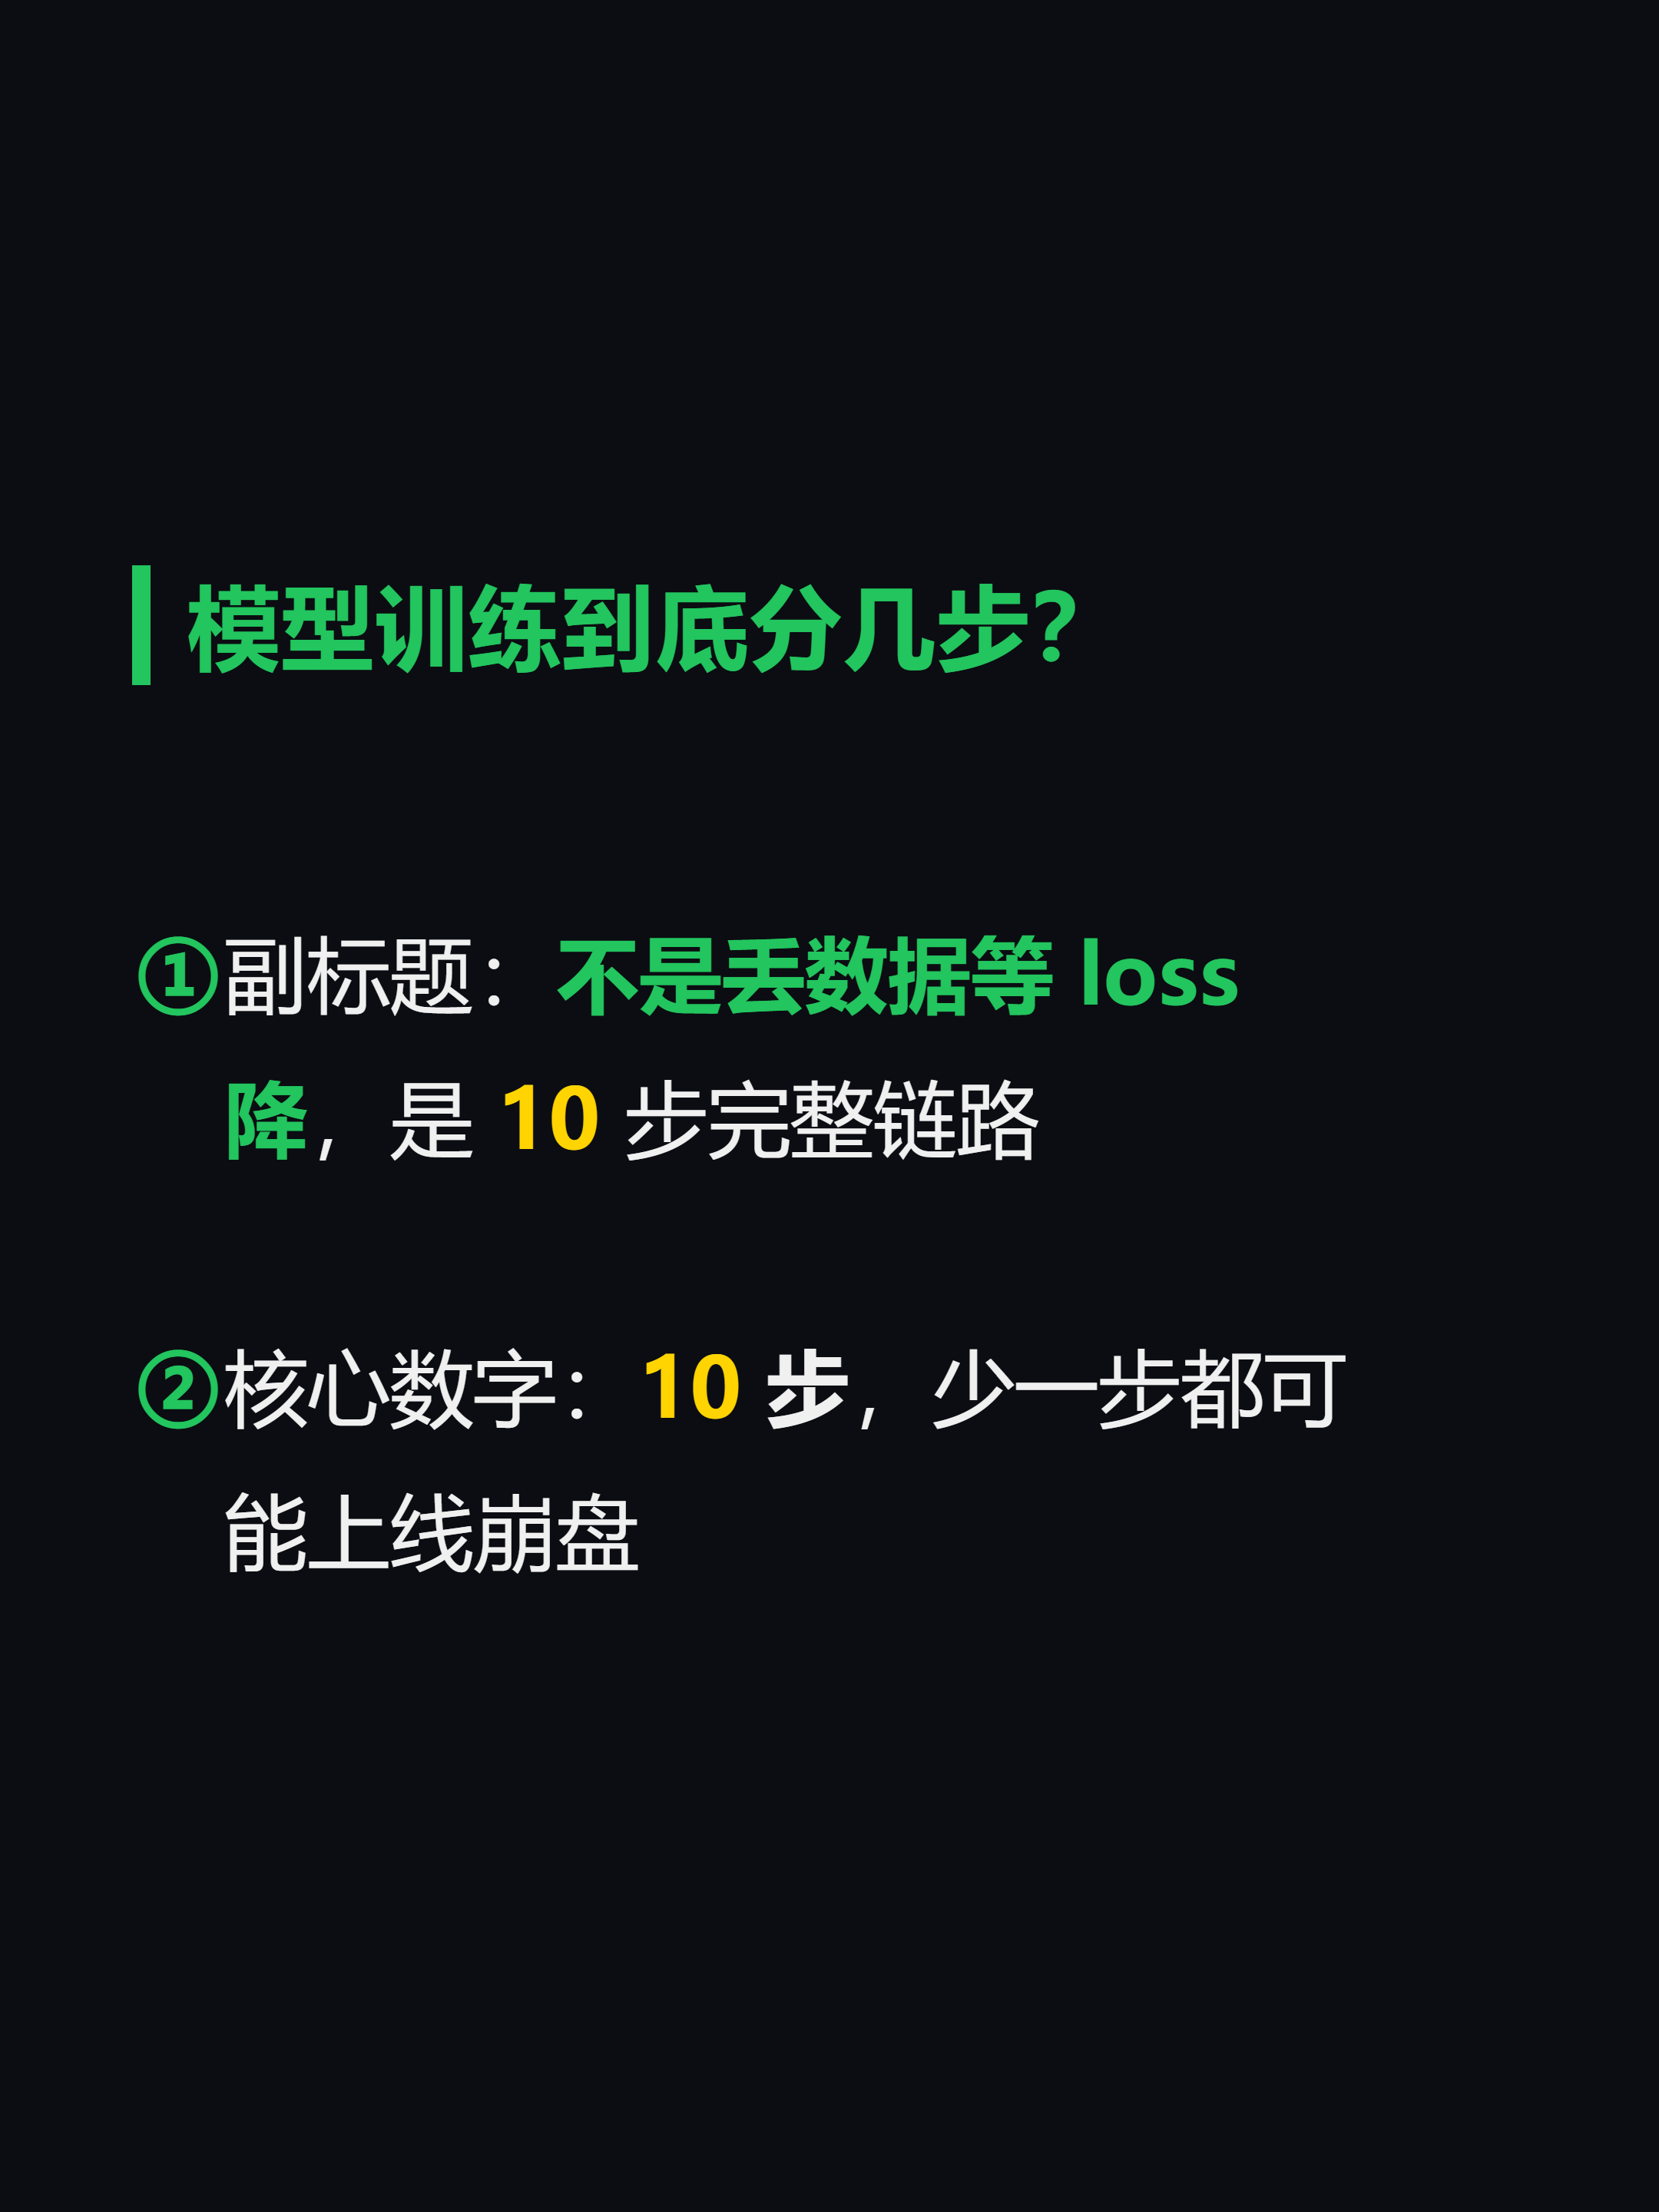 模型训练到底分几步？
①副标题：不是丢数据等 loss
降，是 10 步完整链路
②核心数字：10 步，少一步都可
能上线崩盘